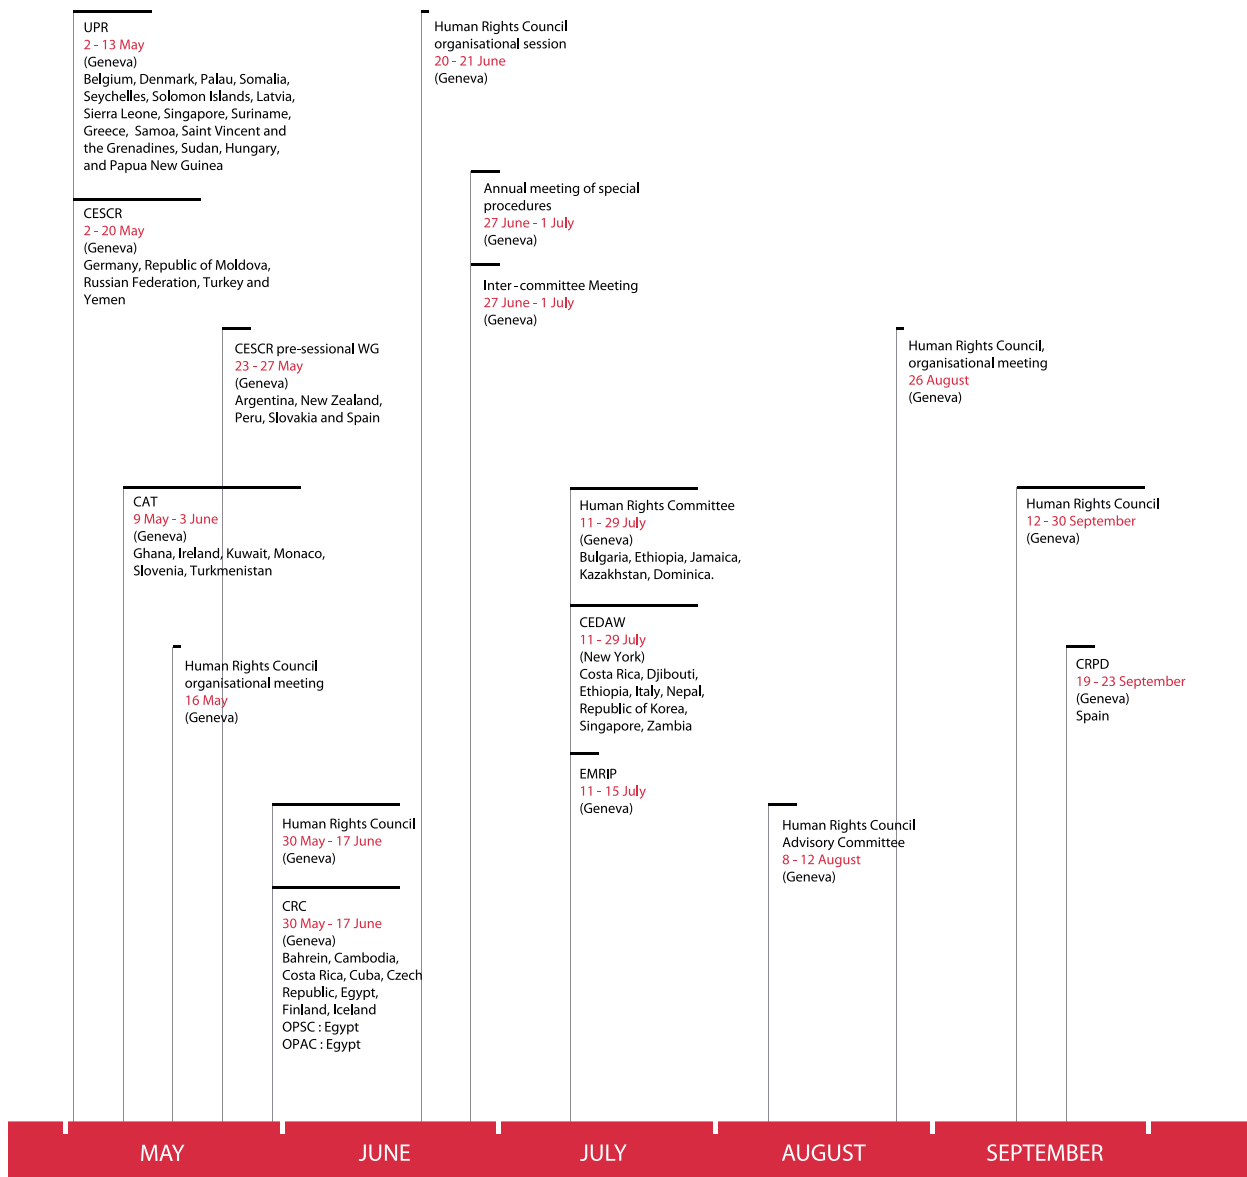 UPR
2 - 13 May
(Geneva)
Belgium, Denmark, Palau, Somalia,
Seychelles, Solomon Islands, Latvia,
Sierra Leone, Singapore, Suriname,
Greece, Samoa, Saint Vincent and
the Grenadines, Sudan, Hungary,
and Papua New Guinea
CESCR
2 - 20 May
(Geneva)
Germany, Republic of Moldova,
Russian Federation, Turkey and
Yemen
CESCR pre-sessional WG
23 - 27 May
(Geneva)
Argentina, New Zealand,
Peru, Slovakia and Spain
CAT
9 May - 3 June
(Geneva)
Ghana, Ireland, Kuwait, Monaco,
Slovenia, Turkmenistan
Human Rights Council
organisational meeting
16 May
(Geneva)
Human Rights Council
30 May - 17 June
(Geneva)
CRC
30 May - 17 June
(Geneva)
Bahrein, Cambodia,
Costa Rica, Cuba, Czech
Republic, Egypt,
Finland, Iceland
OPSC : Egypt
OPAC : Egypt
Human Rights Council
organisational session
20 - 21 June
(Geneva)
Annual meeting of special
procedures
27 June - 1 July
(Geneva)
Inter-committee Meeting
27 June - 1 July
(Geneva)
Human Rights Committee
11 - 29 July
(Geneva)
Bulgaria, Ethiopia, Jamaica,
Kazakhstan, Dominica.
CEDAW
11 - 29 July
(New York)
Costa Rica, Djibouti,
Ethiopia, Italy, Nepal,
Republic of Korea,
Singapore, Zambia
EMRIP
11 - 15 July
(Geneva)
Human Rights Council
Advisory Committee
8 - 12 August
(Geneva)
Human Rights Council,
organisational meeting
26 August
(Geneva)
Human Rights Council
12 - 30 September
(Geneva)
CRPD
19 - 23 September
(Geneva)
Spain
MAY
JUNE
JULY
AUGUST
SEPTEMBER